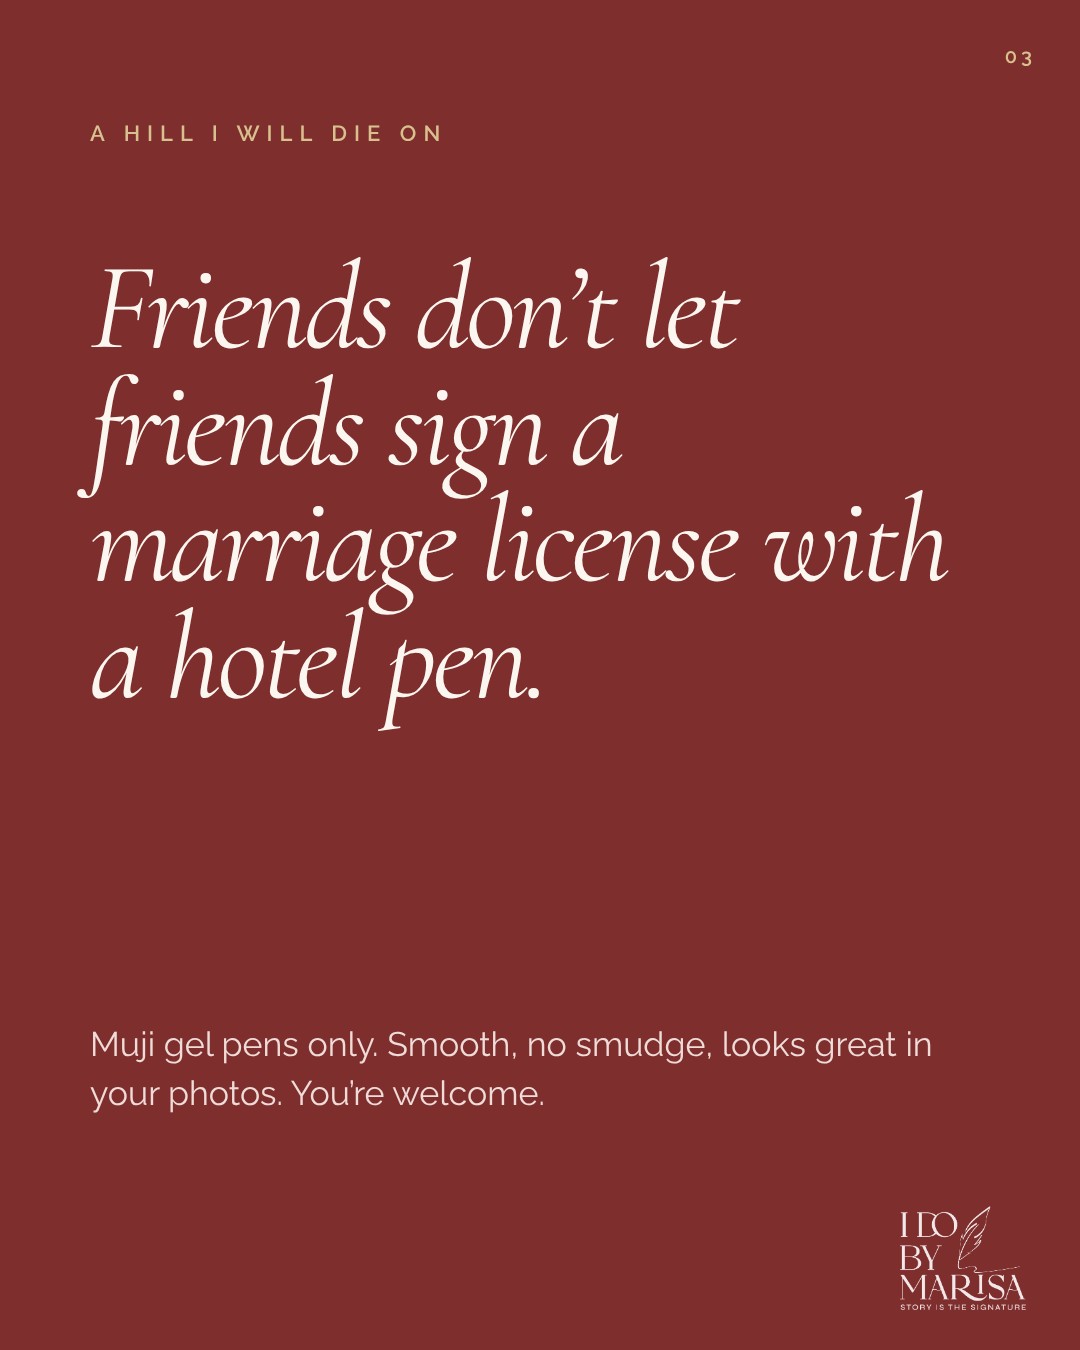 03
A HILL I WILL DIE ON
Friends don’t let
friends sign a
marriage license with
a hotel pen.
Muji gel pens only. Smooth, no smudge, looks great in
your photos. You’re welcome.
I DO
BY
MARISA
STORY IS THE SIGNATURE